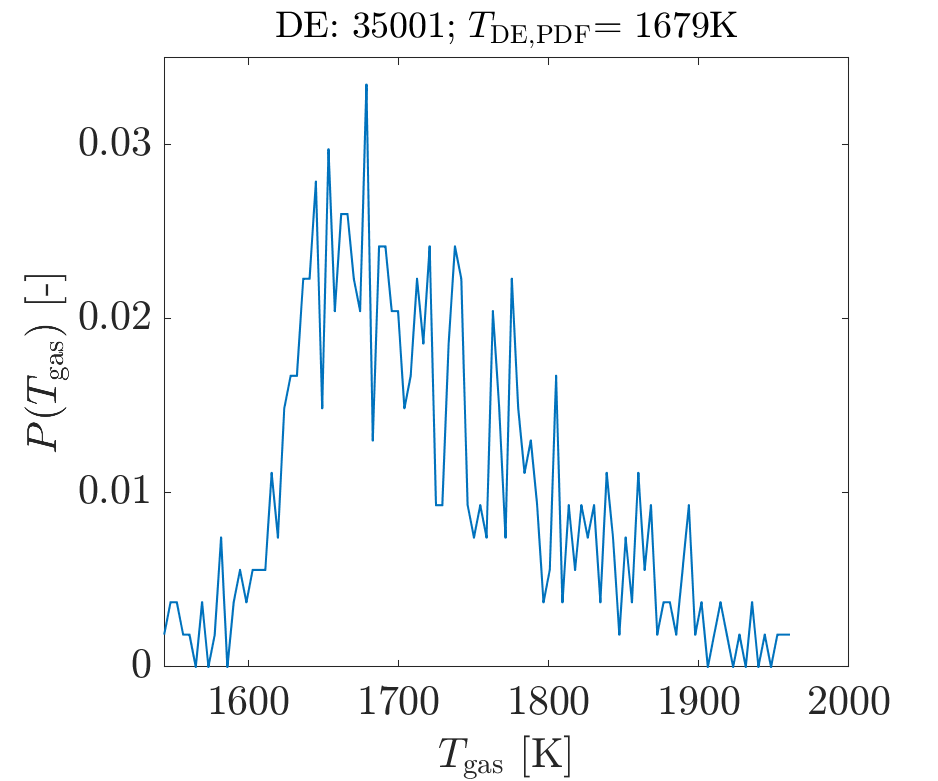 DE: 35001; T_DE,PDF= 1679K
0.03
0.02
0.01
0
P(T_gas) [-]
1600 1700 1800 1900 2000
T_gas [K]